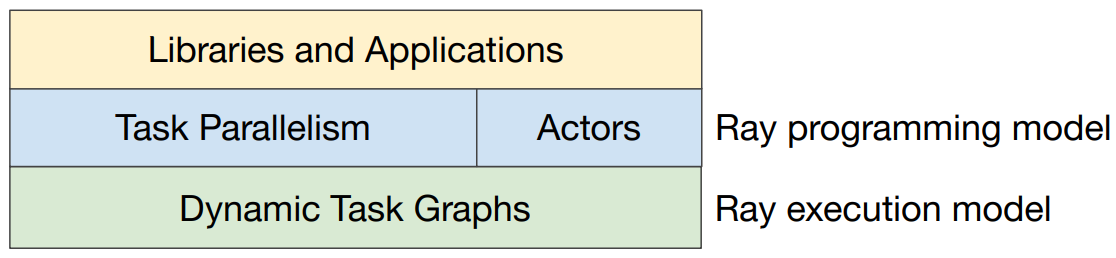 Libraries and Applications
Task Parallelism Actors Ray programming model
Dynamic Task Graphs Ray execution model